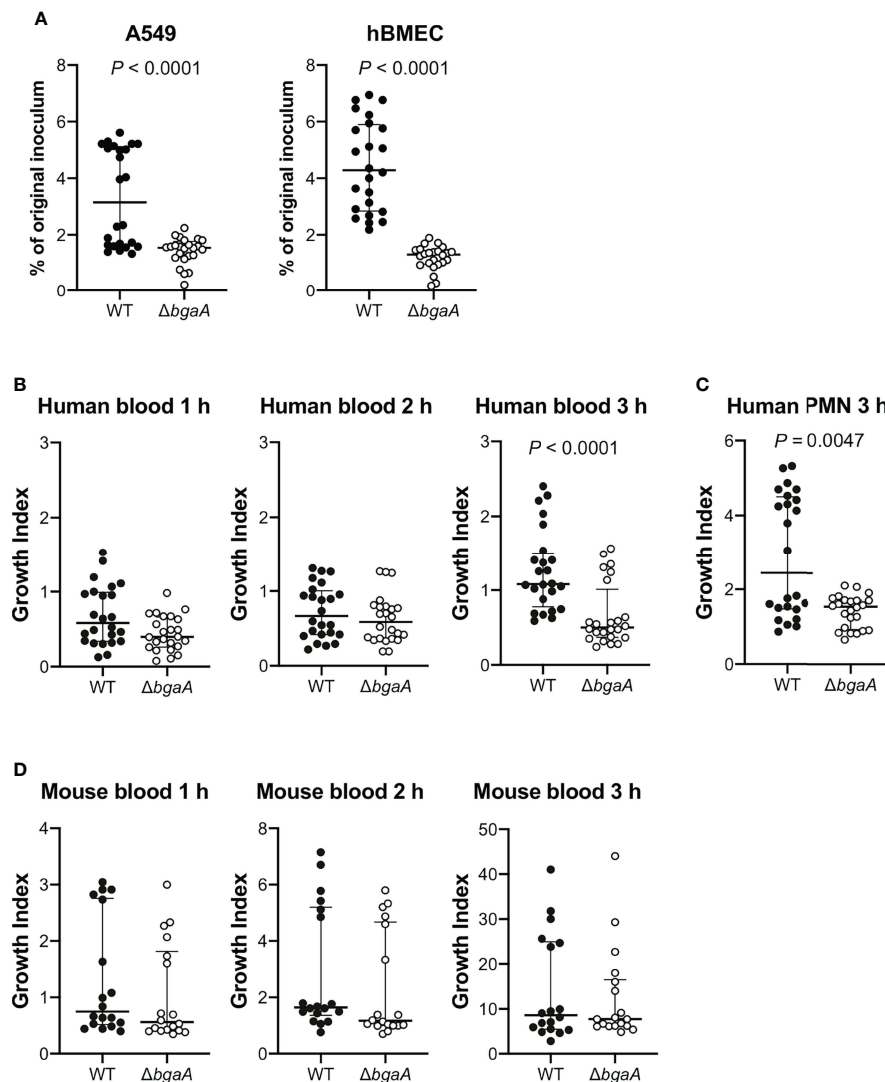 A
A549
hBMEC
P < 0.0001
P < 0.0001
% of original inoculum
8
6
4
2
0
WT
ΔbgaA
% of original inoculum
8
6
4
2
0
WT
ΔbgaA
B
C
Human blood 1 h
Human blood 2 h
Human blood 3 h
Human PMN 3 h
P < 0.0001
P = 0.0047
Growth Index
3
2
1
0
WT
ΔbgaA
Growth Index
3
2
1
0
WT
ΔbgaA
Growth Index
3
2
1
0
WT
ΔbgaA
Growth Index
6
4
2
0
WT
ΔbgaA
D
Mouse blood 1 h
Mouse blood 2 h
Mouse blood 3 h
Growth Index
4
3
2
1
0
WT
ΔbgaA
Growth Index
8
6
4
2
0
WT
ΔbgaA
Growth Index
50
40
30
20
10
0
WT
ΔbgaA